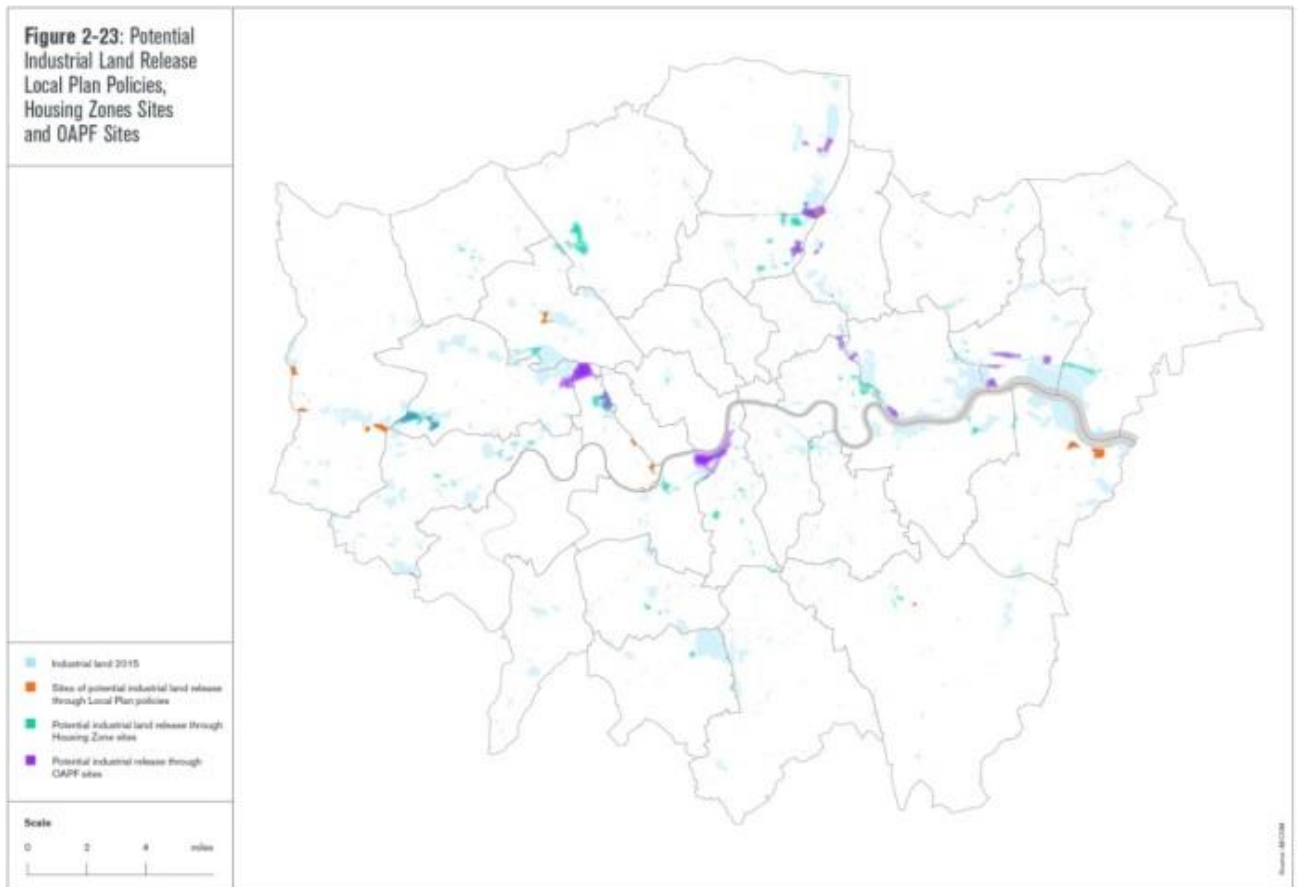 Figure 2-23: Potential
Industrial Land Release
Local Plan Policies,
Housing Zones Sites
and OAPF Sites
Industrial land 2015
Sites of potential industrial land release
through Local Plan policies
Potential industrial land release through
Housing Zone sites
Potential industrial release through
OAPF sites
Scale
0 2 4 miles
Source: AECOM